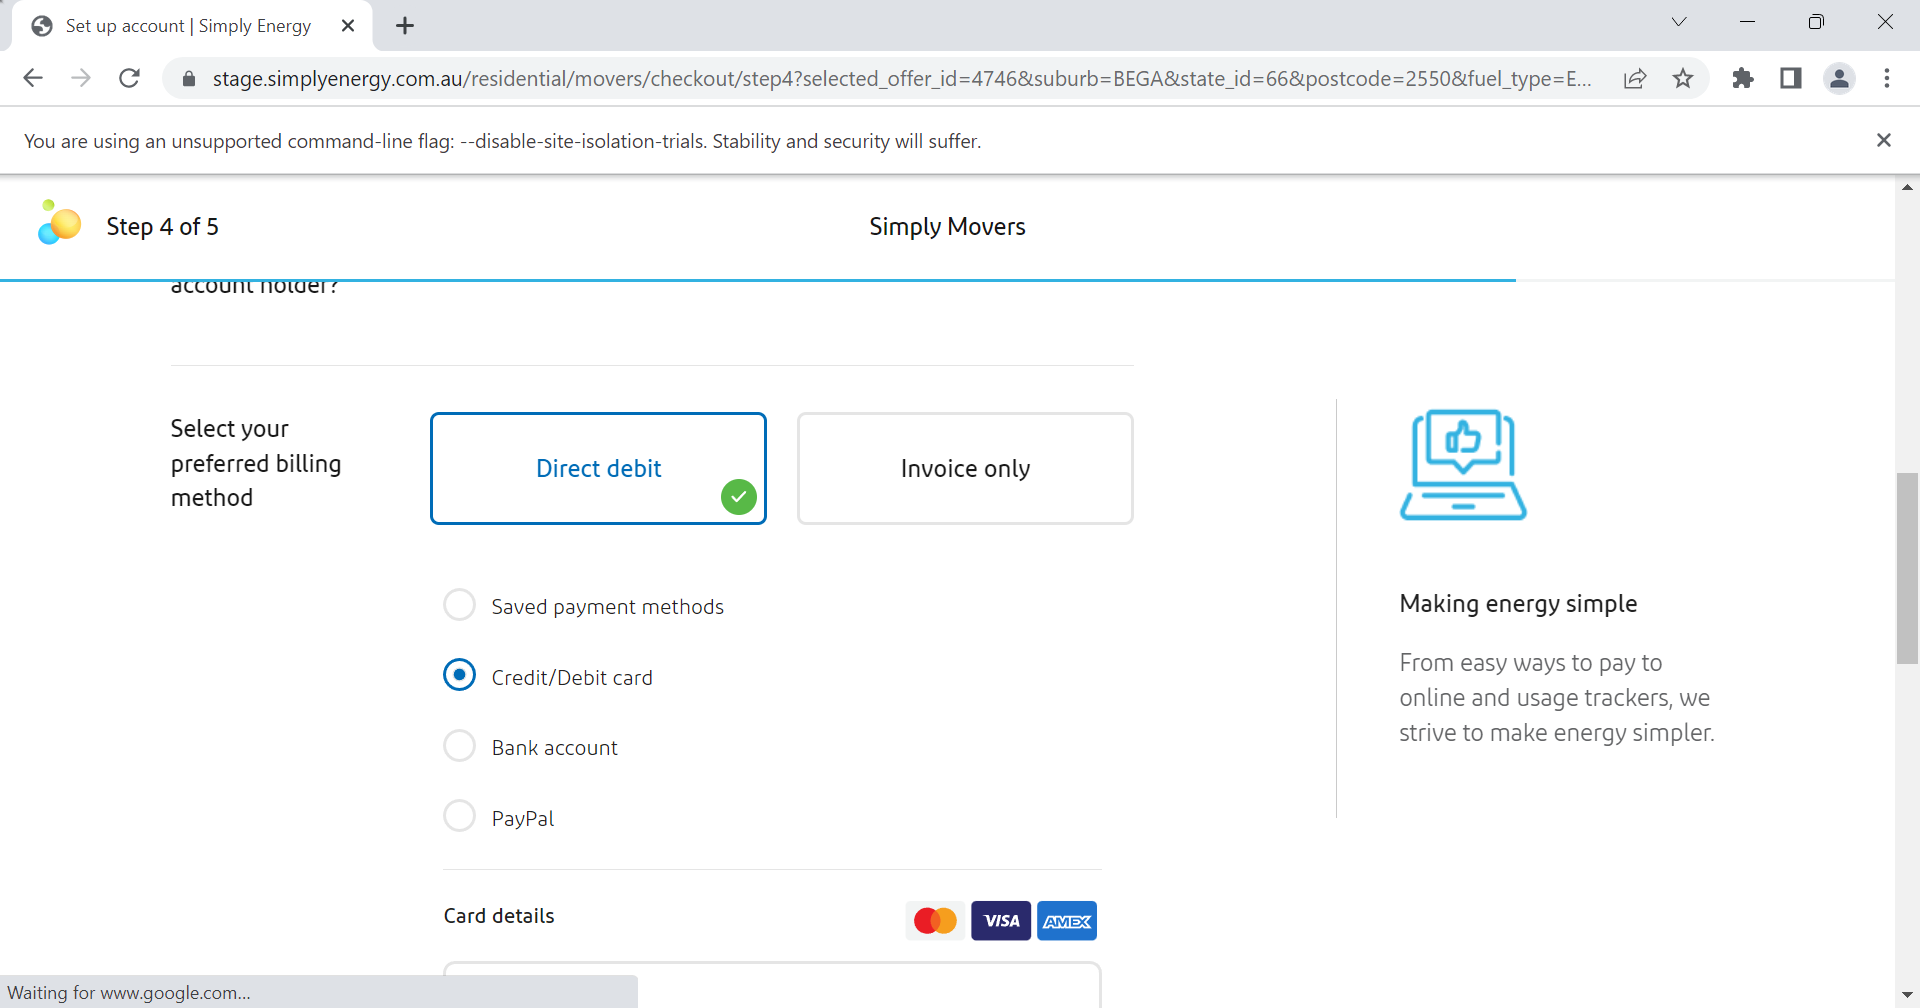 Set up account | Simply Energy
stage.simplyenergy.com.au/residential/movers/checkout/step4?selected_offer_id=4746&suburb=BEGA&state_id=66&postcode=2550&fuel_type=E...
You are using an unsupported command-line flag: --disable-site-isolation-trials. Stability and security will suffer.
Step 4 of 5
Simply Movers
account holder?
Select your
preferred billing
method
Direct debit
Invoice only
Saved payment methods
Credit/Debit card
Bank account
PayPal
Making energy simple
From easy ways to pay to
online and usage trackers, we
strive to make energy simpler.
Card details
VISA
AMEX
Waiting for www.google.com...